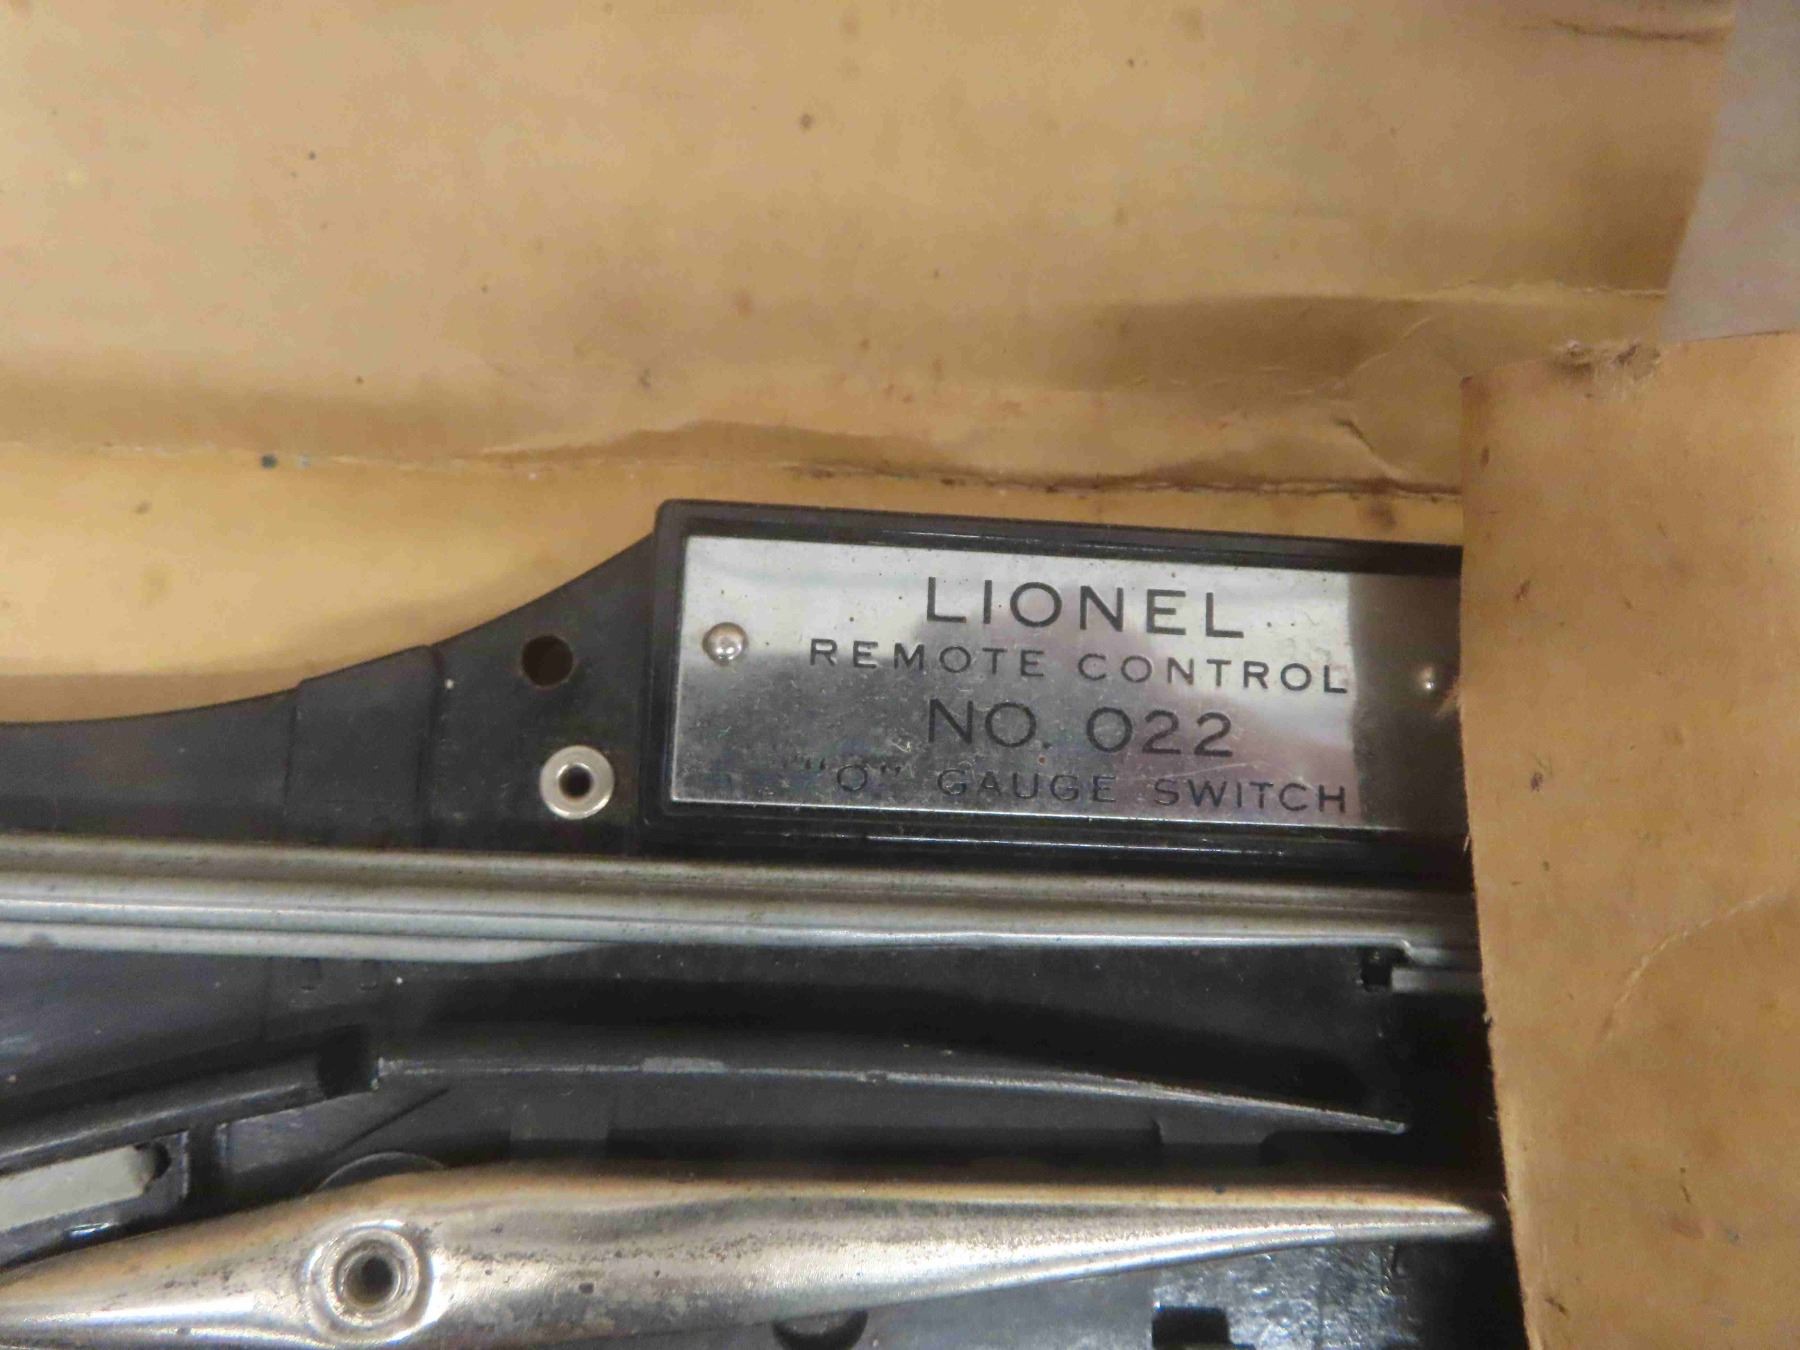 LIONEL
REMOTE CONTROL
NO. 022
"O" GAUGE SWITCH